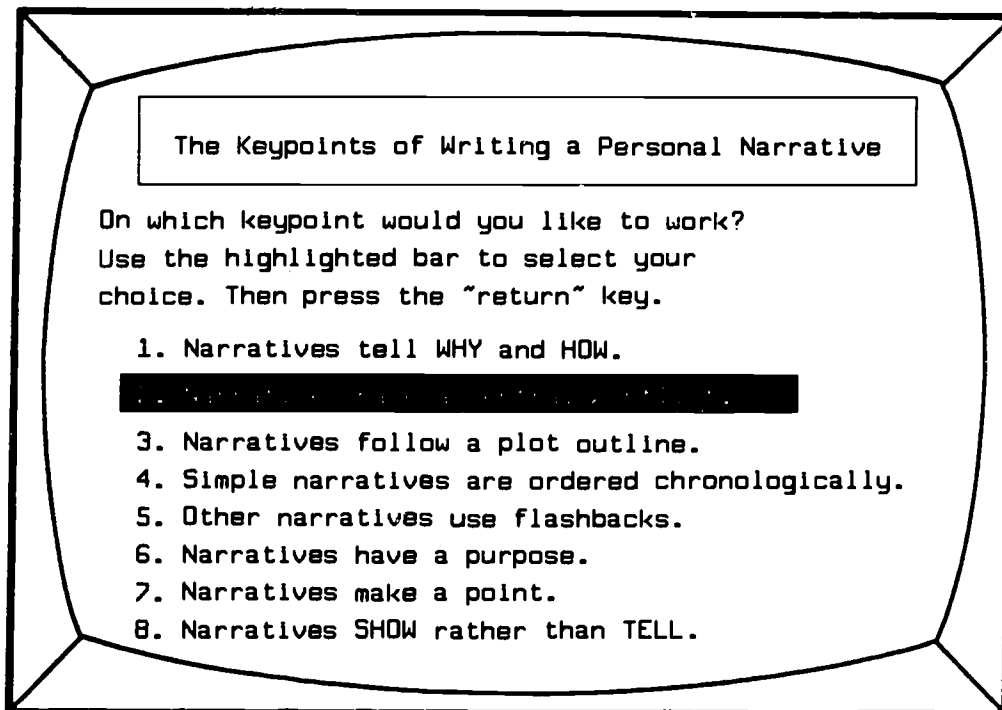 The Keypoints of Writing a Personal Narrative
On which keypoint would you like to work?
Use the highlighted bar to select your
choice. Then press the "return" key.
1. Narratives tell WHY and HOW.
3. Narratives follow a plot outline.
4. Simple narratives are ordered chronologically.
5. Other narratives use flashbacks.
6. Narratives have a purpose.
7. Narratives make a point.
8. Narratives SHOW rather than TELL.